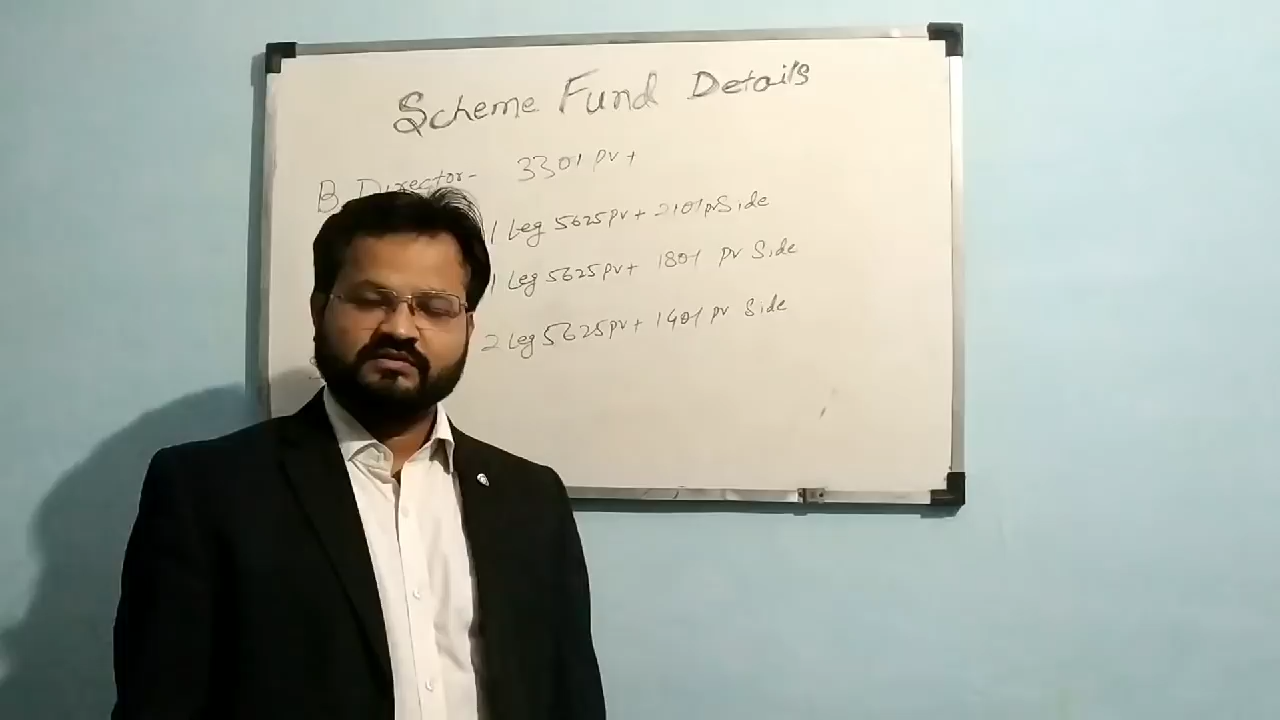 Scheme Fund Details
B. Director- 3301 PV+
1 Leg 5625 PV+ 2101 PV Side
1 Leg 5625 PV+ 1801 PV Side
2 Leg 5625 PV+ 1401 PV Side